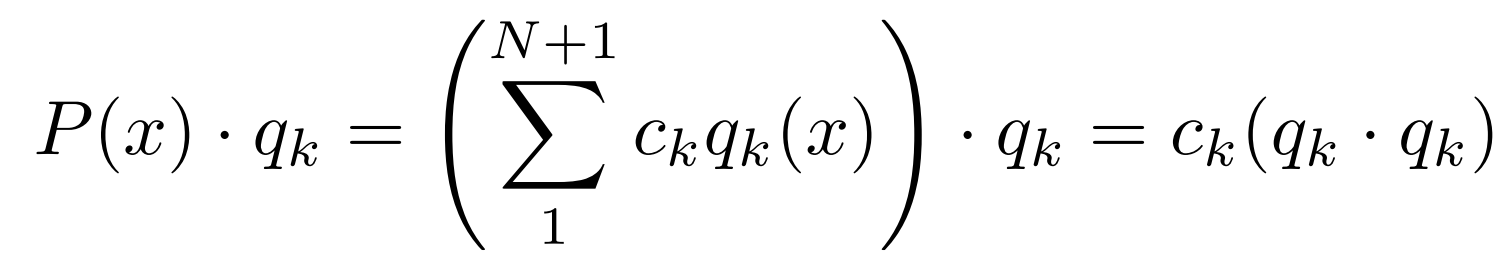 P(x) · q_k = \left( \sum_{1}^{N+1} c_k q_k(x) \right) · q_k = c_k(q_k · q_k)